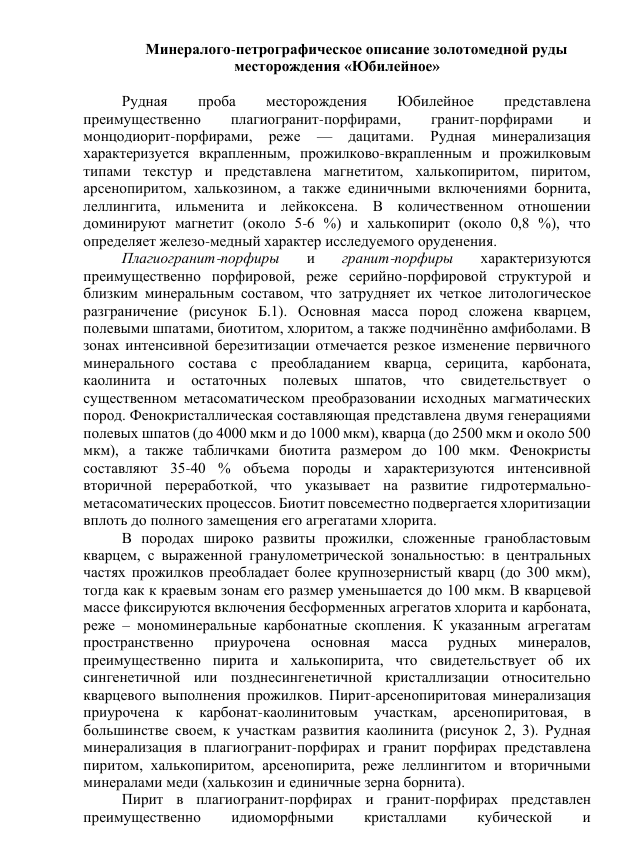 Минералого-петрографическое описание золотомедной руды
месторождения «Юбилейное»
Рудная проба месторождения Юбилейное представлена
преимущественно плагиогранит-порфирами, гранит-порфирами и
монцодиорит-порфирами, реже — дацитами. Рудная минерализация
характеризуется вкрапленным, прожилково-вкрапленным и прожилковым
типами текстур и представлена магнетитом, халькопиритом, пиритом,
арсенопиритом, халькозином, а также единичными включениями борнита,
леллингита, ильменита и лейкоксена. В количественном отношении
доминируют магнетит (около 5-6 %) и халькопирит (около 0,8 %), что
определяет железо-медный характер исследуемого оруденения.
Плагиогранит-порфиры и гранит-порфиры характеризуются
преимущественно порфировой, реже серийно-порфировой структурой и
близким минеральным составом, что затрудняет их четкое литологическое
разграничение (рисунок Б.1). Основная масса пород сложена кварцем,
полевыми шпатами, биотитом, хлоритом, а также подчинённо амфиболами. В
зонах интенсивной березитизации отмечается резкое изменение первичного
минерального состава с преобладанием кварца, серицита, карбоната,
каолинита и остаточных полевых шпатов, что свидетельствует о
существенном метасоматическом преобразовании исходных магматических
пород. Фенокристаллическая составляющая представлена двумя генерациями
полевых шпатов (до 4000 мкм и до 1000 мкм), кварца (до 2500 мкм и около 500
мкм), а также табличками биотита размером до 100 мкм. Фенокристы
составляют 35-40 % объема породы и характеризуются интенсивной
вторичной переработкой, что указывает на развитие гидротермально-
метасоматических процессов. Биотит повсеместно подвергается хлоритизации
вплоть до полного замещения его агрегатами хлорита.
В породах широко развиты прожилки, сложенные гранобластовым
кварцем, с выраженной гранулометрической зональностью: в центральных
частях прожилков преобладает более крупнозернистый кварц (до 300 мкм),
тогда как к краевым зонам его размер уменьшается до 100 мкм. В кварцевой
массе фиксируются включения бесформенных агрегатов хлорита и карбоната,
реже – мономинеральные карбонатные скопления. К указанным агрегатам
пространственно приурочена основная масса рудных минералов,
преимущественно пирита и халькопирита, что свидетельствует об их
сингенетичной или позднесингенетичной кристаллизации относительно
кварцевого выполнения прожилков. Пирит-арсенопиритовая минерализация
приурочена к карбонат-каолинитовым участкам, арсенопиритовая, в
большинстве своем, к участкам развития каолинита (рисунок 2, 3). Рудная
минерализация в плагиогранит-порфирах и гранит порфирах представлена
пиритом, халькопиритом, арсенопирита, реже леллингитом и вторичными
минералами меди (халькозин и единичные зерна борнита).
Пирит в плагиогранит-порфирах и гранит-порфирах представлен
преимущественно идиоморфными кристаллами кубической и